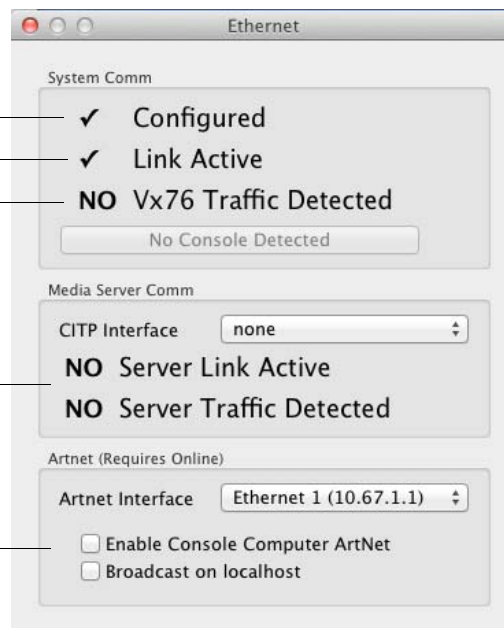 Ethernet
System Comm
✓ Configured
✓ Link Active
NO Vx76 Traffic Detected
No Console Detected
Media Server Comm
CITP Interface none
NO Server Link Active
NO Server Traffic Detected
Artnet (Requires Online)
Artnet Interface Ethernet 1 (10.67.1.1)
Enable Console Computer ArtNet
Broadcast on localhost